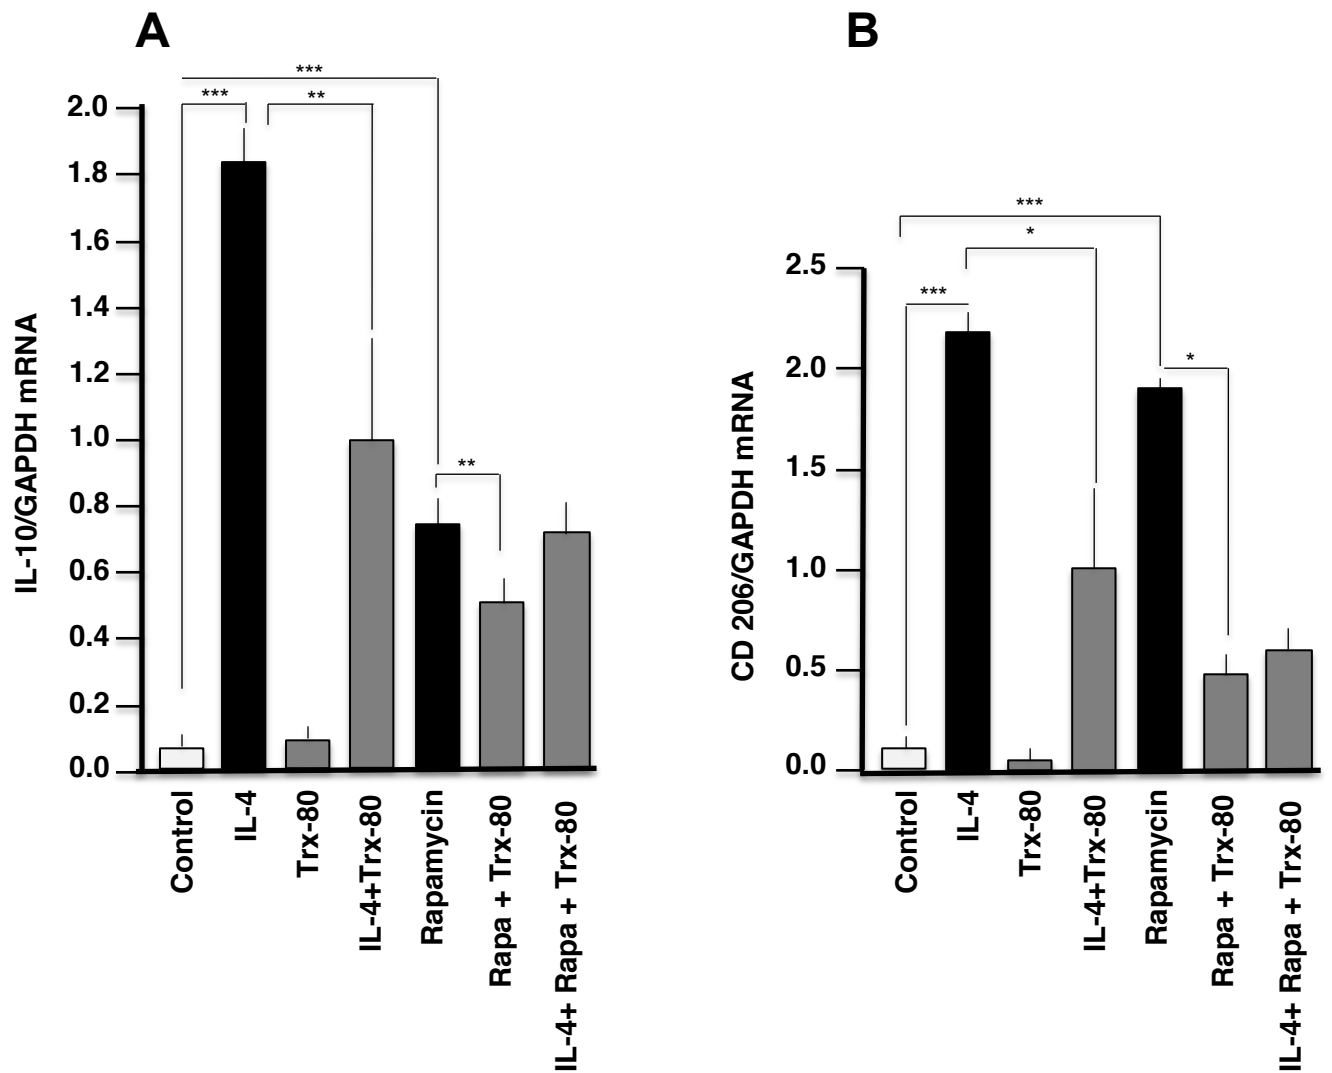 A
***
*** **
2.0
1.8
1.6
1.4
1.2
1.0
0.8
0.6
0.4
0.2
0.0
IL-10/GAPDH mRNA
**
Control
IL-4
Trx-80
IL-4+Trx-80
Rapamycin
Rapa + Trx-80
IL-4+ Rapa + Trx-80
B
***
*
***
*
2.5
2.0
1.5
1.0
0.5
0.0
CD 206/GAPDH mRNA
Control
IL-4
Trx-80
IL-4+Trx-80
Rapamycin
Rapa + Trx-80
IL-4+ Rapa + Trx-80